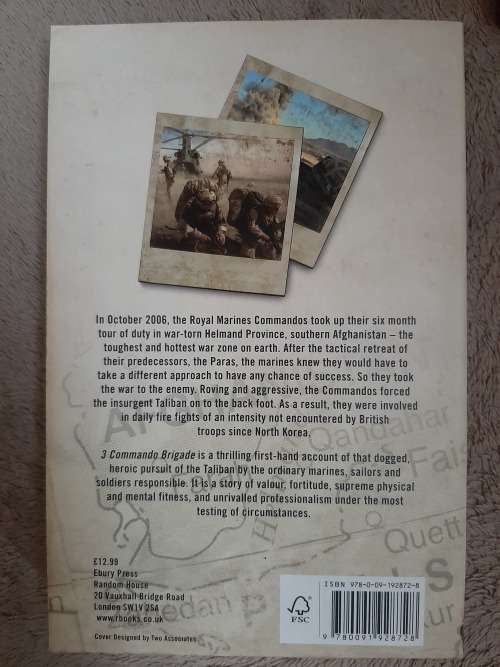 In October 2006, the Royal Marines Commandos took up their six month
tour of duty in war-torn Helmand Province, southern Afghanistan – the
toughest and hottest war zone on earth. After the tactical retreat of
their predecessors, the Paras, the marines knew they would have to
take a different approach to have any chance of success. So they took
the war to the enemy. Roving and aggressive, the Commandos forced
the insurgent Taliban on to the back foot. As a result, they were involved
in daily fire fights of an intensity not encountered by British
troops since North Korea.
Qandahar
3 Commando Brigade is a thrilling first-hand account of that dogged,
heroic pursuit of the Taliban by the ordinary marines, sailors and
soldiers responsible. It is a story of valour, fortitude, supreme physical
and mental fitness, and unrivalled professionalism under the most
testing of circumstances.
£12.99
Ebury Press
Random House
20 Vauxhall Bridge Road
London SW1V 2SA
www.rbooks.co.uk
Cover Designed by Two Associates
FSC
ISBN 978-0-09-192872-8
9 780091 928728